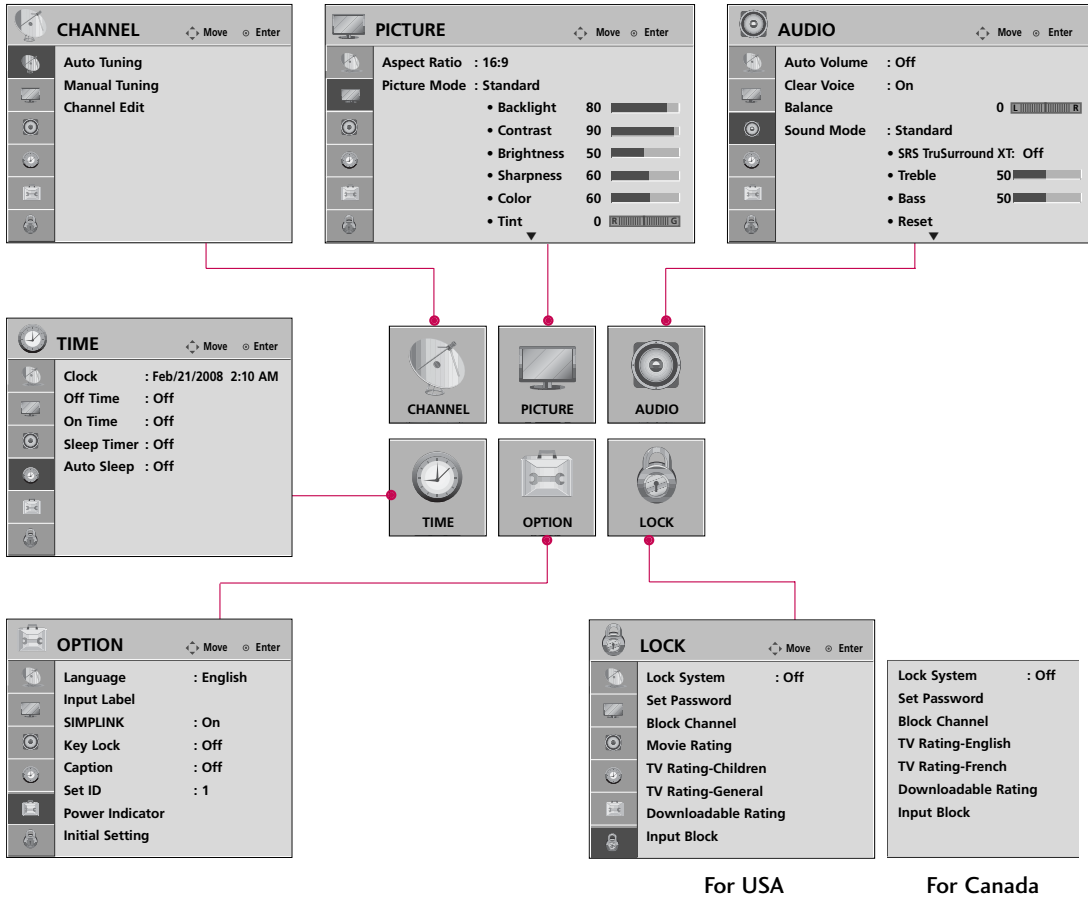 CHANNEL Move Enter
Auto Tuning
Manual Tuning
Channel Edit
PICTURE Move Enter
Aspect Ratio : 16:9
Picture Mode : Standard
• Backlight 80
• Contrast 90
• Brightness 50
• Sharpness 60
• Color 60
• Tint 0 R G
AUDIO Move Enter
Auto Volume : Off
Clear Voice : On
Balance 0 L R
Sound Mode : Standard
• SRS TruSurround XT: Off
• Treble 50
• Bass 50
• Reset
TIME Move Enter
Clock : Feb/21/2008 2:10 AM
Off Time : Off
On Time : Off
Sleep Timer : Off
Auto Sleep : Off
CHANNEL
PICTURE
AUDIO
TIME
OPTION
LOCK
OPTION Move Enter
Language : English
Input Label
SIMPLINK : On
Key Lock : Off
Caption : Off
Set ID : 1
Power Indicator
Initial Setting
LOCK Move Enter
Lock System : Off
Set Password
Block Channel
Movie Rating
TV Rating-Children
TV Rating-General
Downloadable Rating
Input Block
For USA
Lock System : Off
Set Password
Block Channel
TV Rating-English
TV Rating-French
Downloadable Rating
Input Block
For Canada